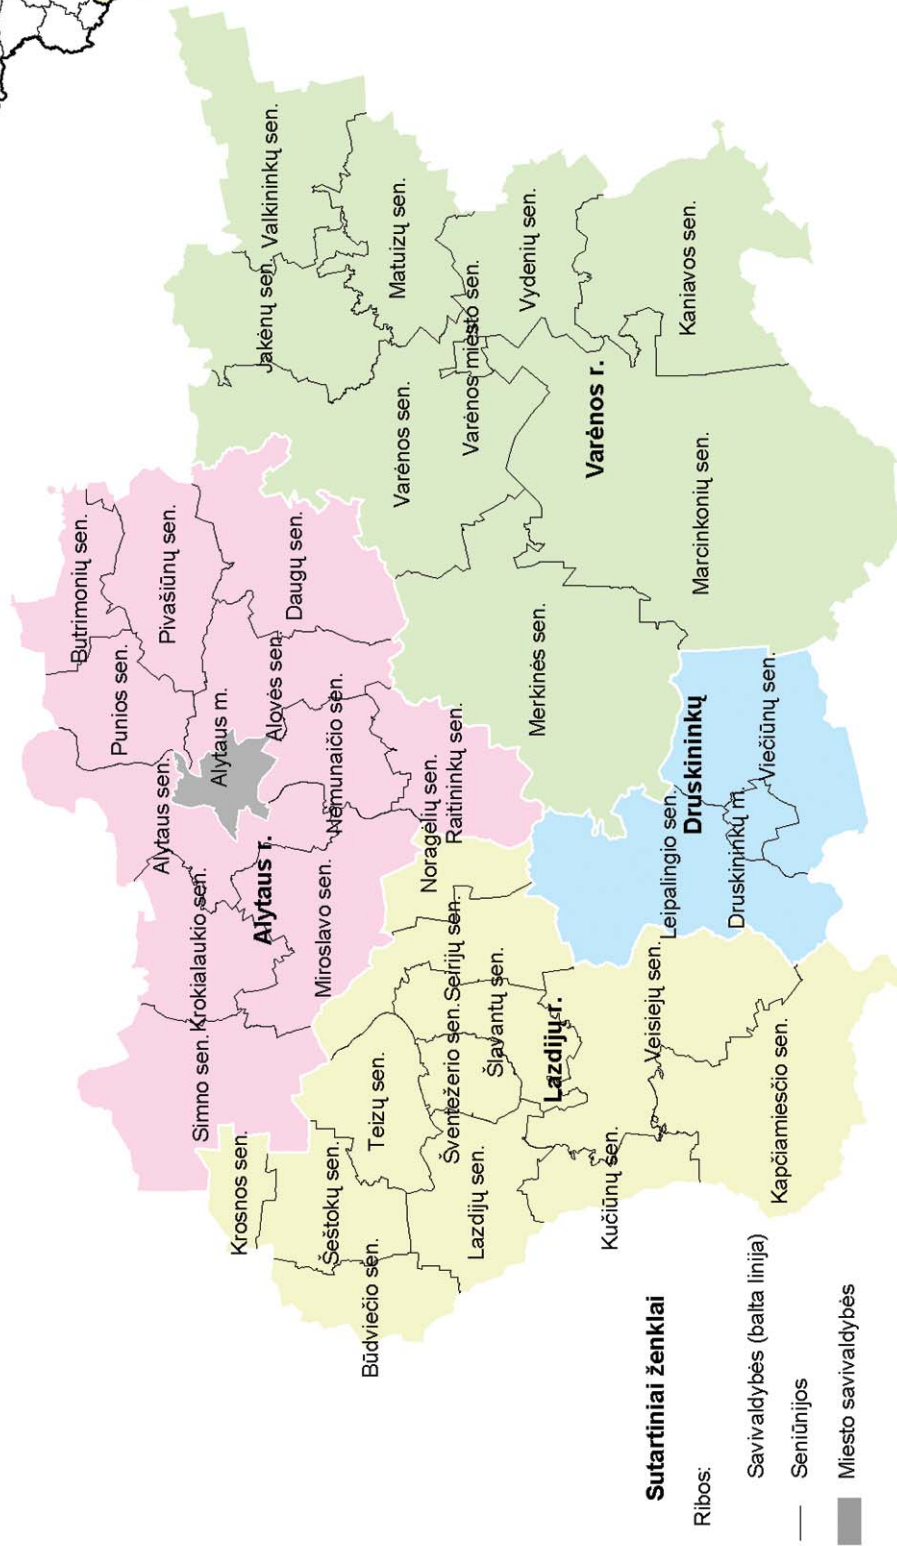 Butrimonių sen.
Punios sen.
Pivašiūnų sen.
Alytaus sen.
Alytaus m.
Alovės sen.
Daugų sen.
Simno sen.
Krokialaukio sen.
Alytaus r.
Miroslavo sen.
Nemunaičio sen.
Raitininkų sen.
Jakėnų sen.
Valkininkų sen.
Matuizų sen.
Varėnos sen.
Varėnos miesto sen.
Vydenių sen.
Merkinės sen.
Varėnos r.
Marcinkonių sen.
Kaniavos sen.
Krosnos sen.
Šeštokų sen.
Būdviečio sen.
Teizų sen.
Noragėlių sen.
Lazdijų sen.
Šventežerio sen.
Seirijų sen.
Šlavantų sen.
Lazdijų r.
Kučiūnų sen.
Veisiejų sen.
Kapčiamiesčio sen.
Leipalingio sen.
Druskininkų
Druskininkų m.
Viečiūnų sen.
Sutartiniai ženklai
Ribos:
Savivaldybės (balta linija)
Seniūnijos
Miesto savivaldybės